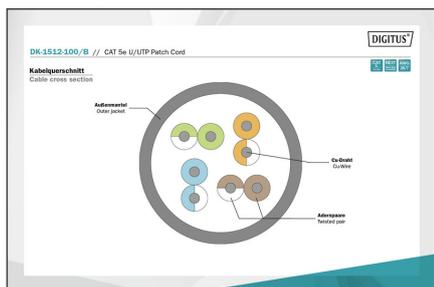 DIGITUS®
DK-1512-100/B // CAT 5e U/UTP Patch Cord
Kabelquerschnitt
Cable cross section
Außenmantel
Outer jacket
Cu-Draht
Cu-Wire
Adernpaare
Twisted pair